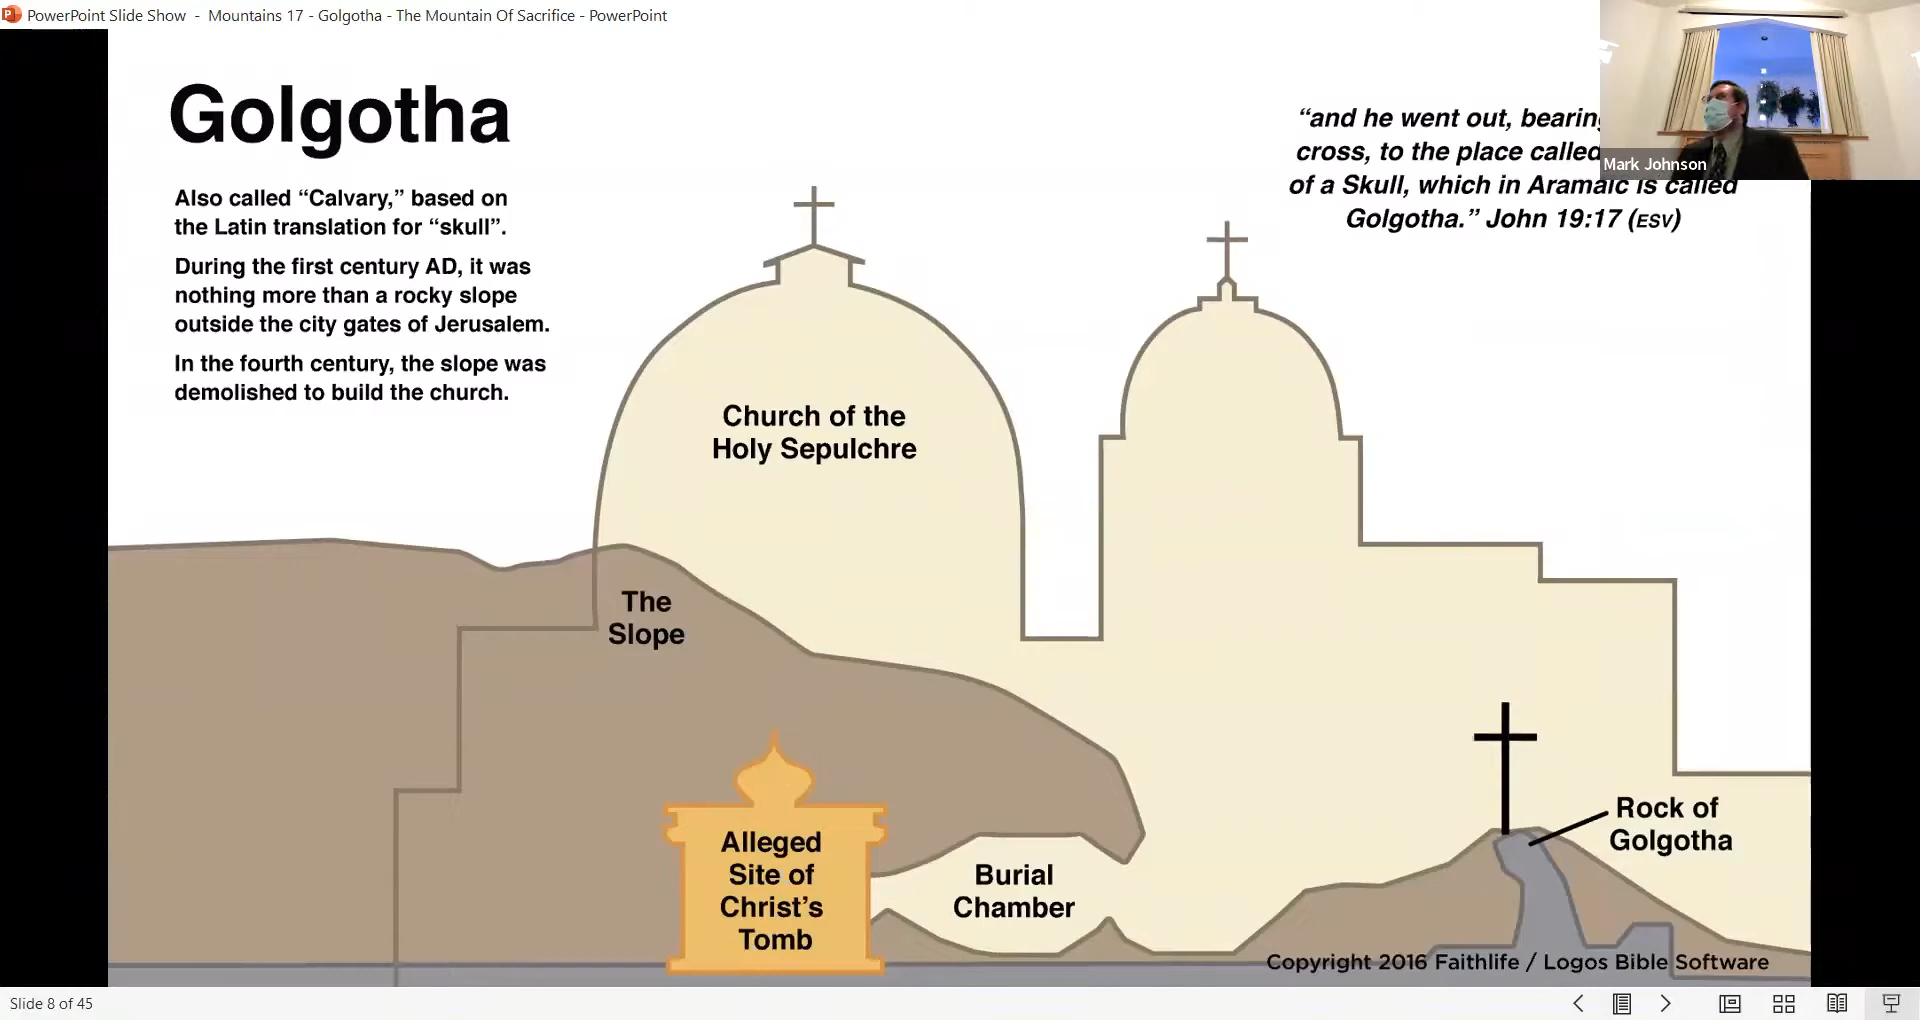 PowerPoint Slide Show - Mountains 17 - Golgotha - The Mountain Of Sacrifice - PowerPoint
Golgotha
Also called “Calvary,” based on
the Latin translation for “skull”.
During the first century AD, it was
nothing more than a rocky slope
outside the city gates of Jerusalem.
In the fourth century, the slope was
demolished to build the church.
“and he went out, bearing
cross, to the place called
of a Skull, which in Aramaic is called
Golgotha.” John 19:17 (ESV)
Mark Johnson
Church of the
Holy Sepulchre
The
Slope
Alleged
Site of
Christ’s
Tomb
Burial
Chamber
Rock of
Golgotha
Copyright 2016 Faithlife / Logos Bible Software
Slide 8 of 45